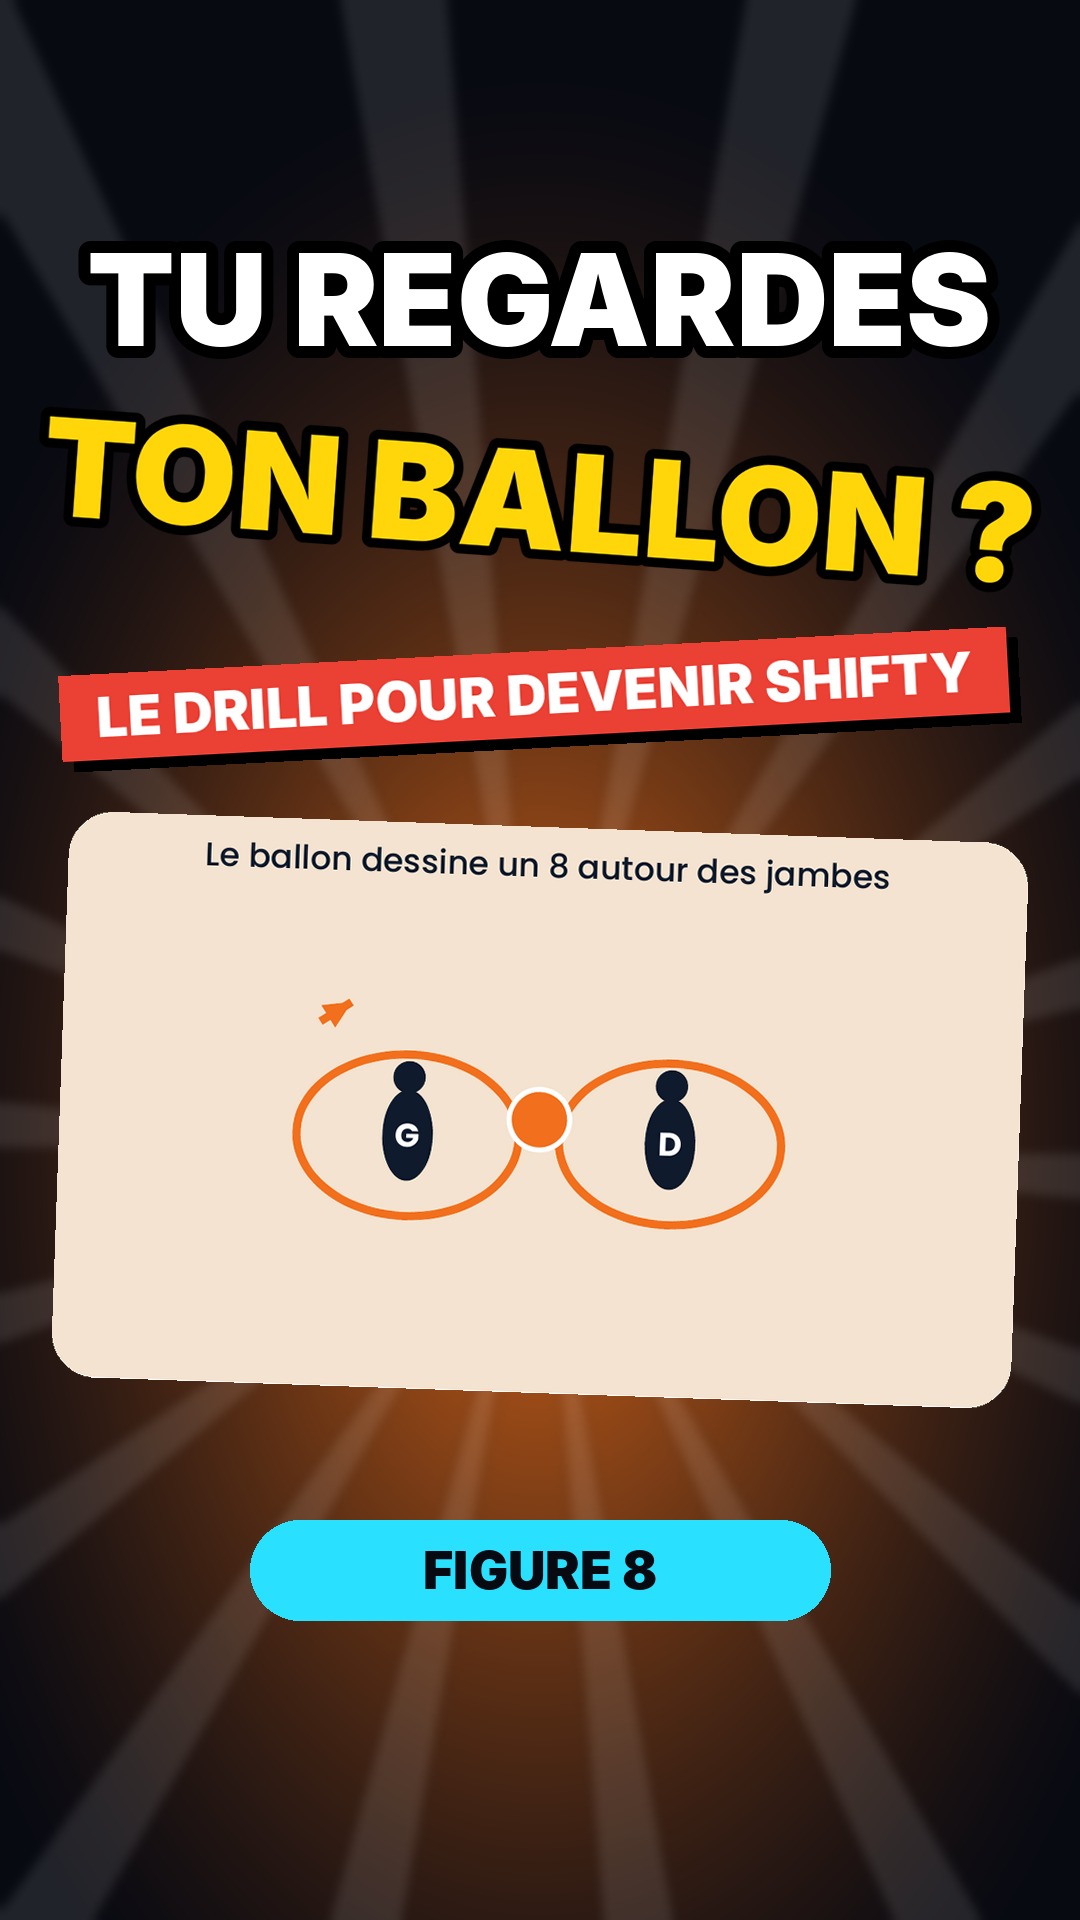 TU REGARDES
TON BALLON ?
LE DRILL POUR DEVENIR SHIFTY
Le ballon dessine un 8 autour des jambes
G
D
FIGURE 8